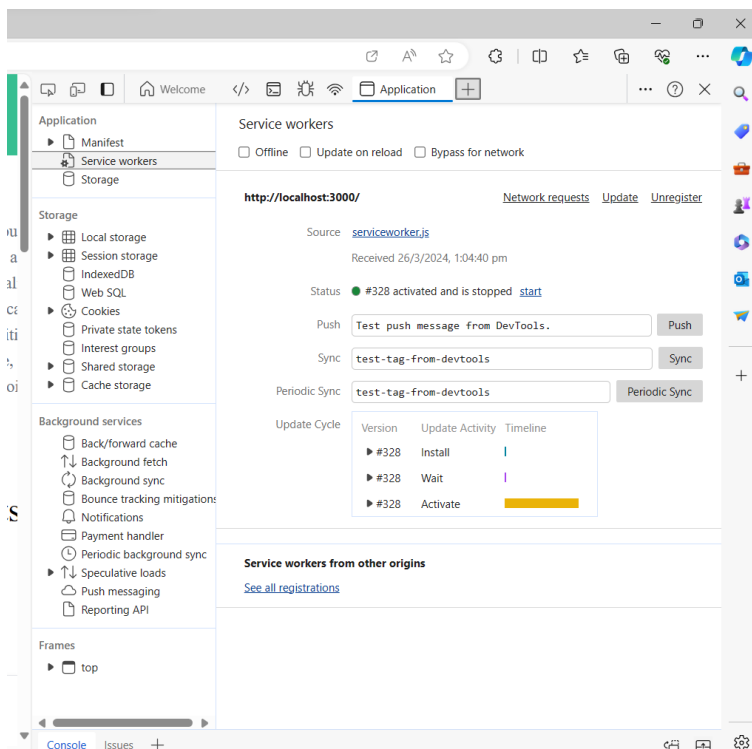 Welcome
Application
Application
Manifest
Service workers
Storage
Storage
Local storage
Session storage
IndexedDB
Web SQL
Cookies
Private state tokens
Interest groups
Shared storage
Cache storage
Background services
Back/forward cache
Background fetch
Background sync
Bounce tracking mitigations
Notifications
Payment handler
Periodic background sync
Speculative loads
Push messaging
Reporting API
Frames
top
Service workers
Offline Update on reload Bypass for network
http://localhost:3000/ Network requests Update Unregister
Source serviceworker.js
Received 26/3/2024, 1:04:40 pm
Status #328 activated and is stopped start
Push Test push message from DevTools. Push
Sync test-tag-from-devtools Sync
Periodic Sync test-tag-from-devtools Periodic Sync
Update Cycle Version Update Activity Timeline
#328 Install
#328 Wait
#328 Activate
Service workers from other origins
See all registrations
Console Issues